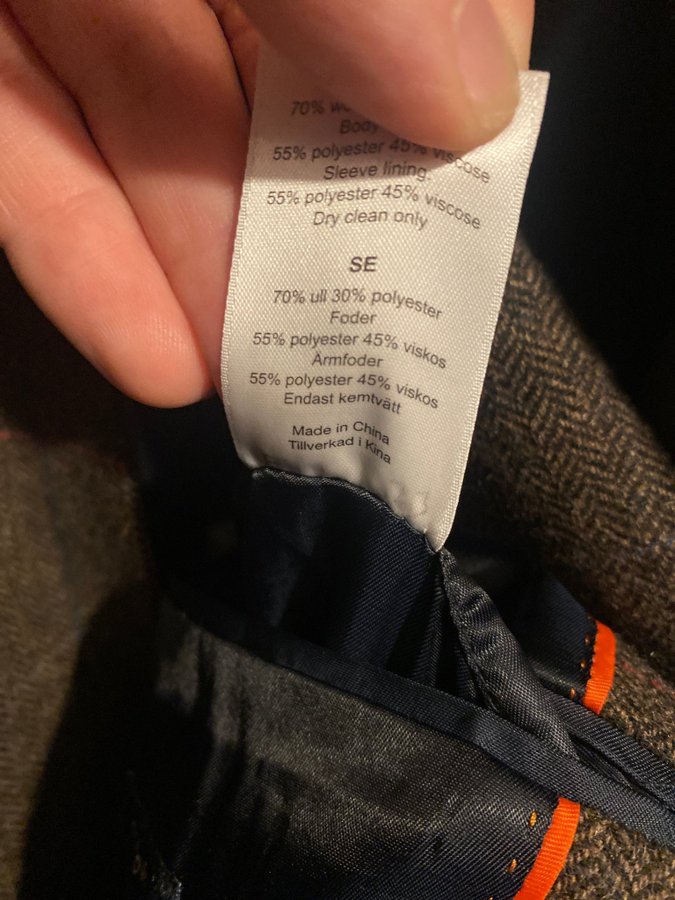 70%
Body
55% polyester 45% viscose
Sleeve lining:
55% polyester 45% viscose
Dry clean only
SE
70% ull 30% polyester
Foder
55% polyester 45% viskos
Ärmfoder
55% polyester 45% viskos
Endast kemtvätt
Made in China
Tillverkad i Kina